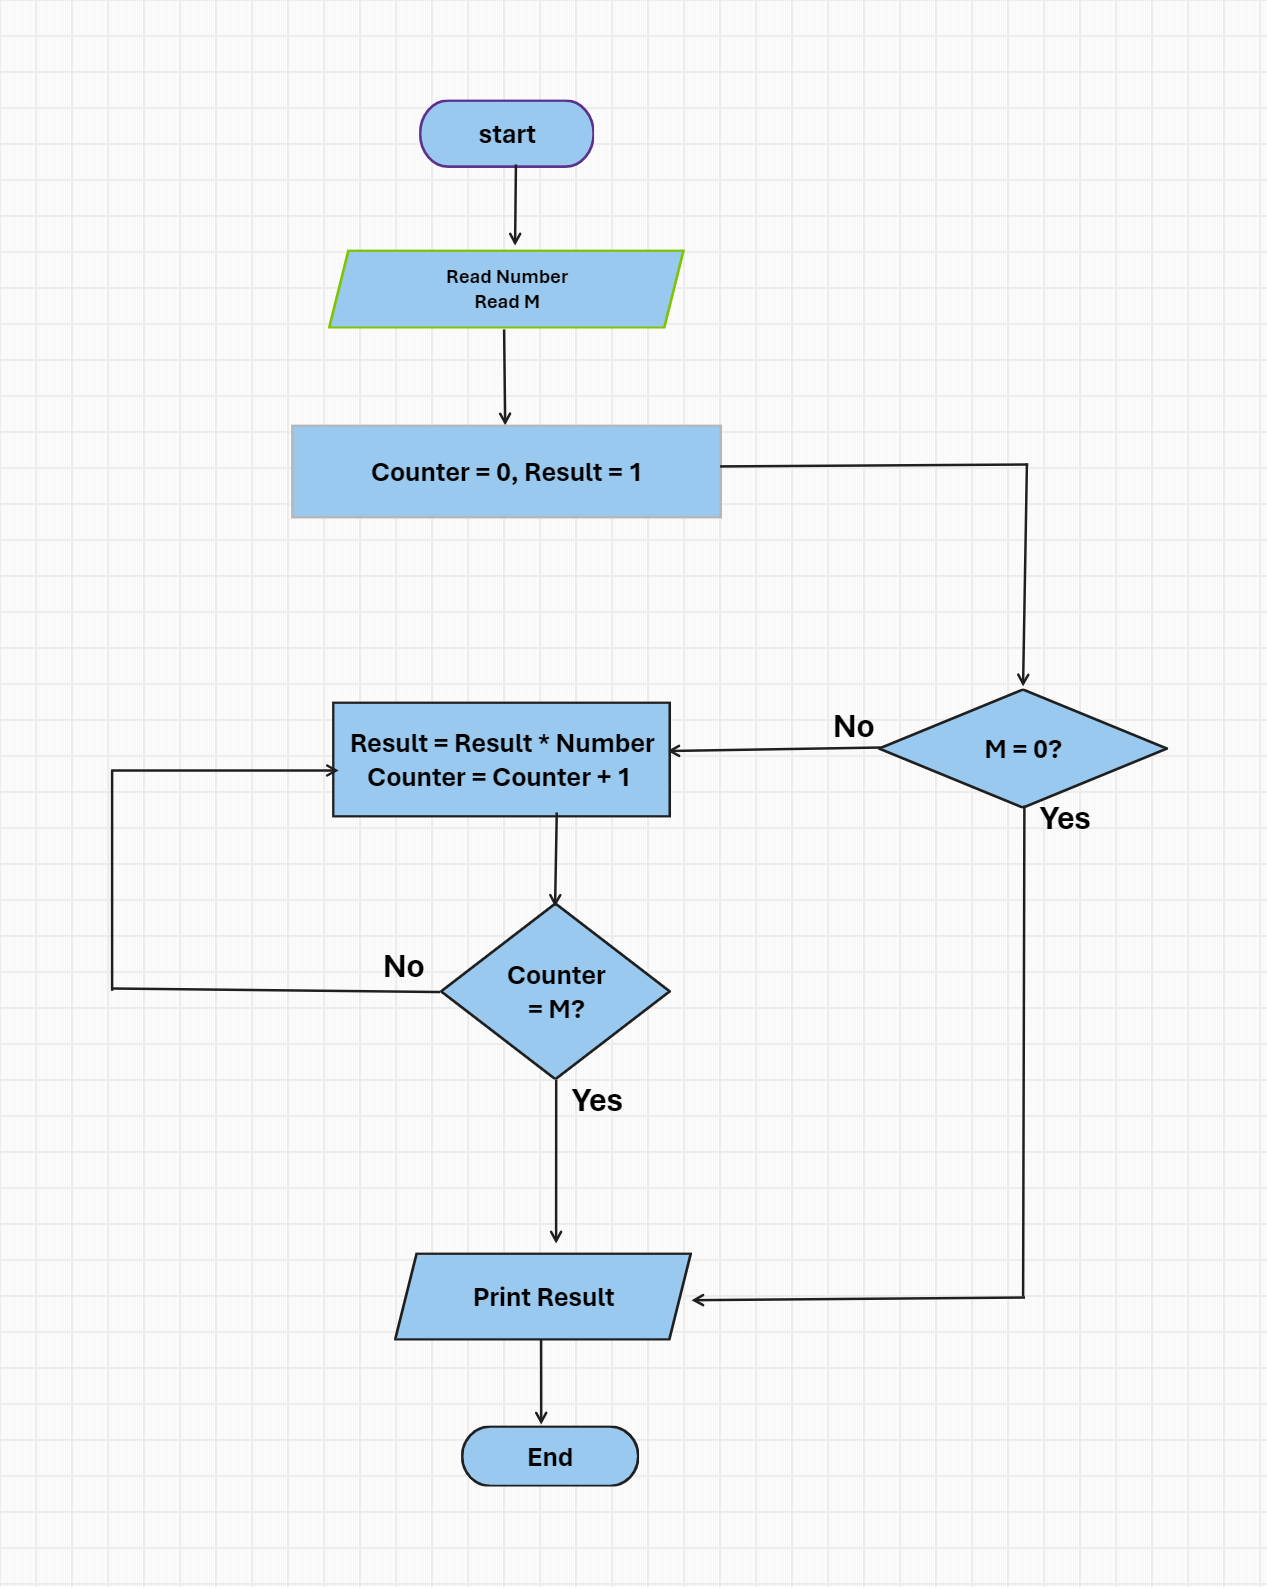 start
Read Number
Read M
Counter = 0, Result = 1
M = 0?
No
Yes
Result = Result * Number
Counter = Counter + 1
Counter
= M?
No
Yes
Print Result
End